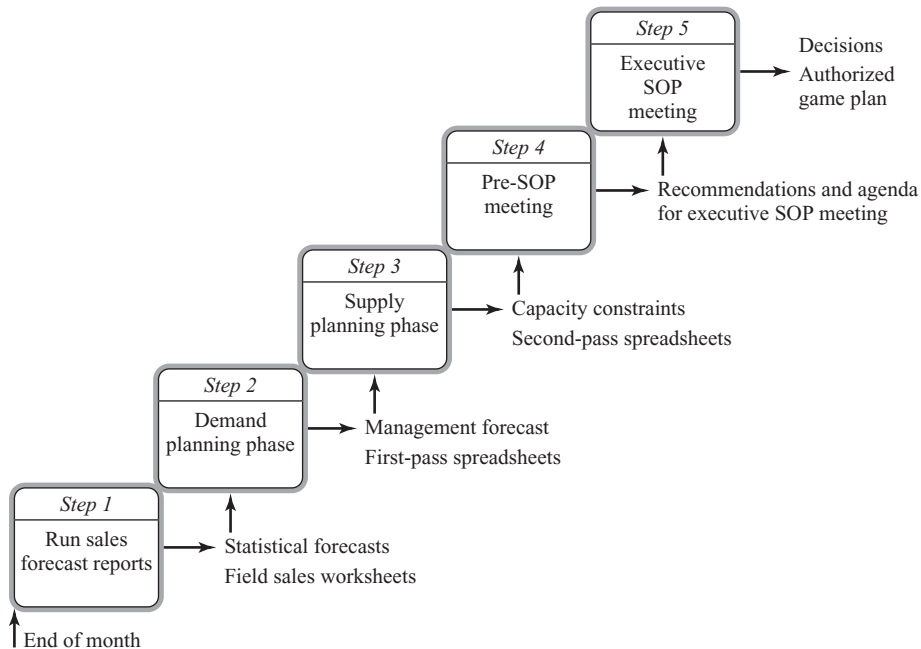 Step 5
Executive
SOP
meeting
Decisions
Authorized
game plan
Step 4
Pre-SOP
meeting
Recommendations and agenda
for executive SOP meeting
Step 3
Supply
planning phase
Capacity constraints
Second-pass spreadsheets
Step 2
Demand
planning phase
Management forecast
First-pass spreadsheets
Step 1
Run sales
forecast reports
Statistical forecasts
Field sales worksheets
End of month